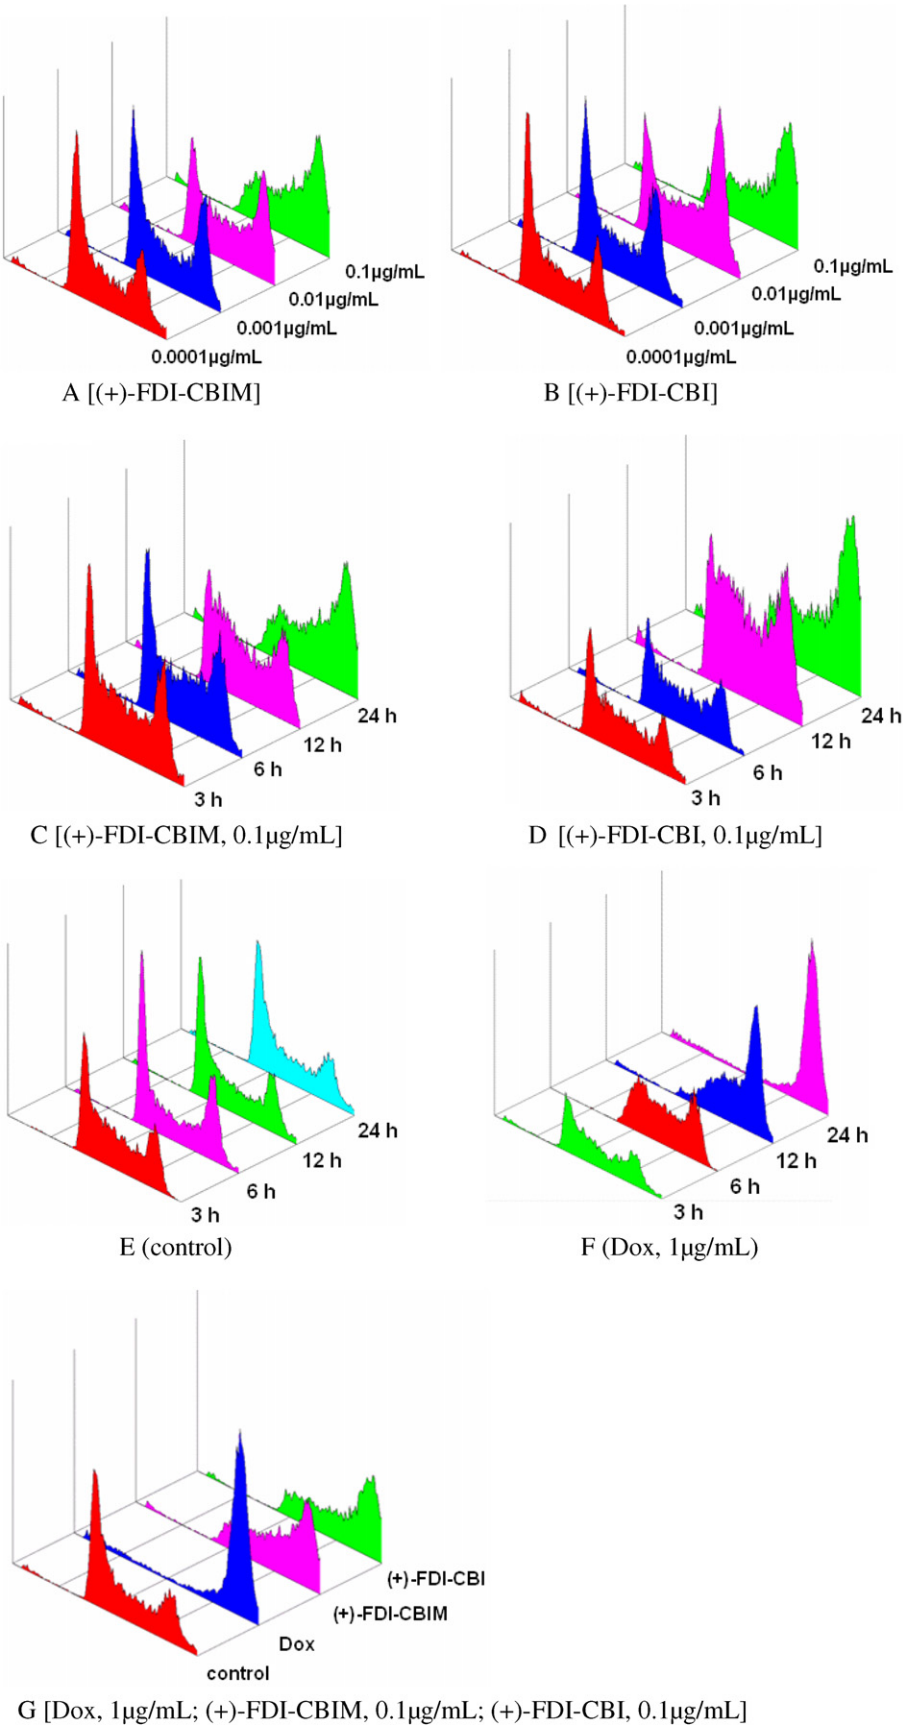 0.1µg/mL
0.01µg/mL
0.001µg/mL
0.0001µg/mL
A [(+)-FDI-CBIM]
0.1µg/mL
0.01µg/mL
0.001µg/mL
0.0001µg/mL
B [(+)-FDI-CBI]
24 h
12 h
6 h
3 h
C [(+)-FDI-CBIM, 0.1µg/mL]
24 h
12 h
6 h
3 h
D [(+)-FDI-CBI, 0.1µg/mL]
24 h
12 h
6 h
3 h
E (control)
24 h
12 h
6 h
3 h
F (Dox, 1µg/mL)
(+)-FDI-CBI
(+)-FDI-CBIM
Dox
control
G [Dox, 1µg/mL; (+)-FDI-CBIM, 0.1µg/mL; (+)-FDI-CBI, 0.1µg/mL]